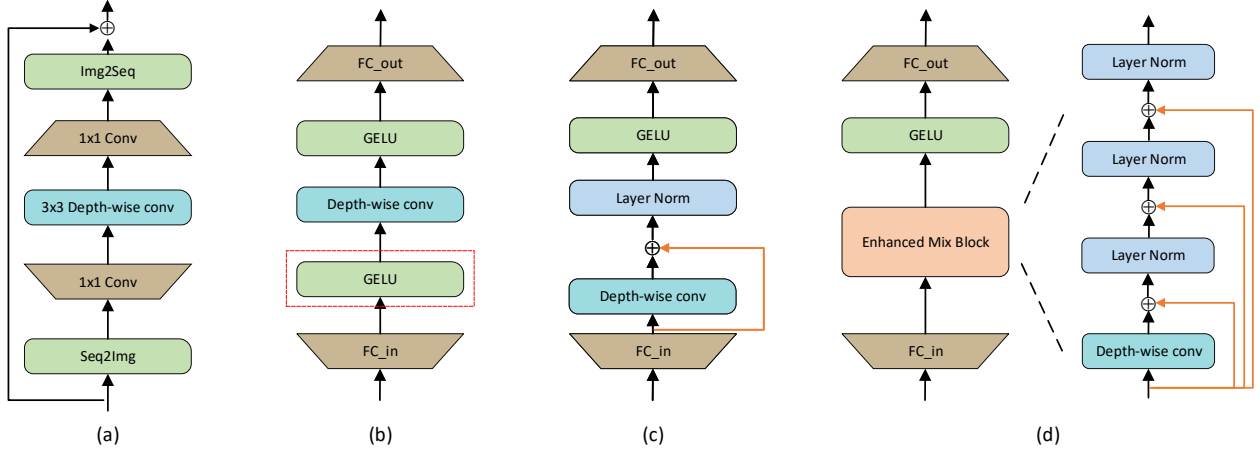 Img2Seq
1x1 Conv
3x3 Depth-wise conv
1x1 Conv
Seq2Img
(a)
FC_out
GELU
Depth-wise conv
GELU
FC_in
(b)
FC_out
GELU
Layer Norm
Depth-wise conv
FC_in
(c)
FC_out
GELU
Enhanced Mix Block
FC_in
Layer Norm
Layer Norm
Layer Norm
Depth-wise conv
(d)